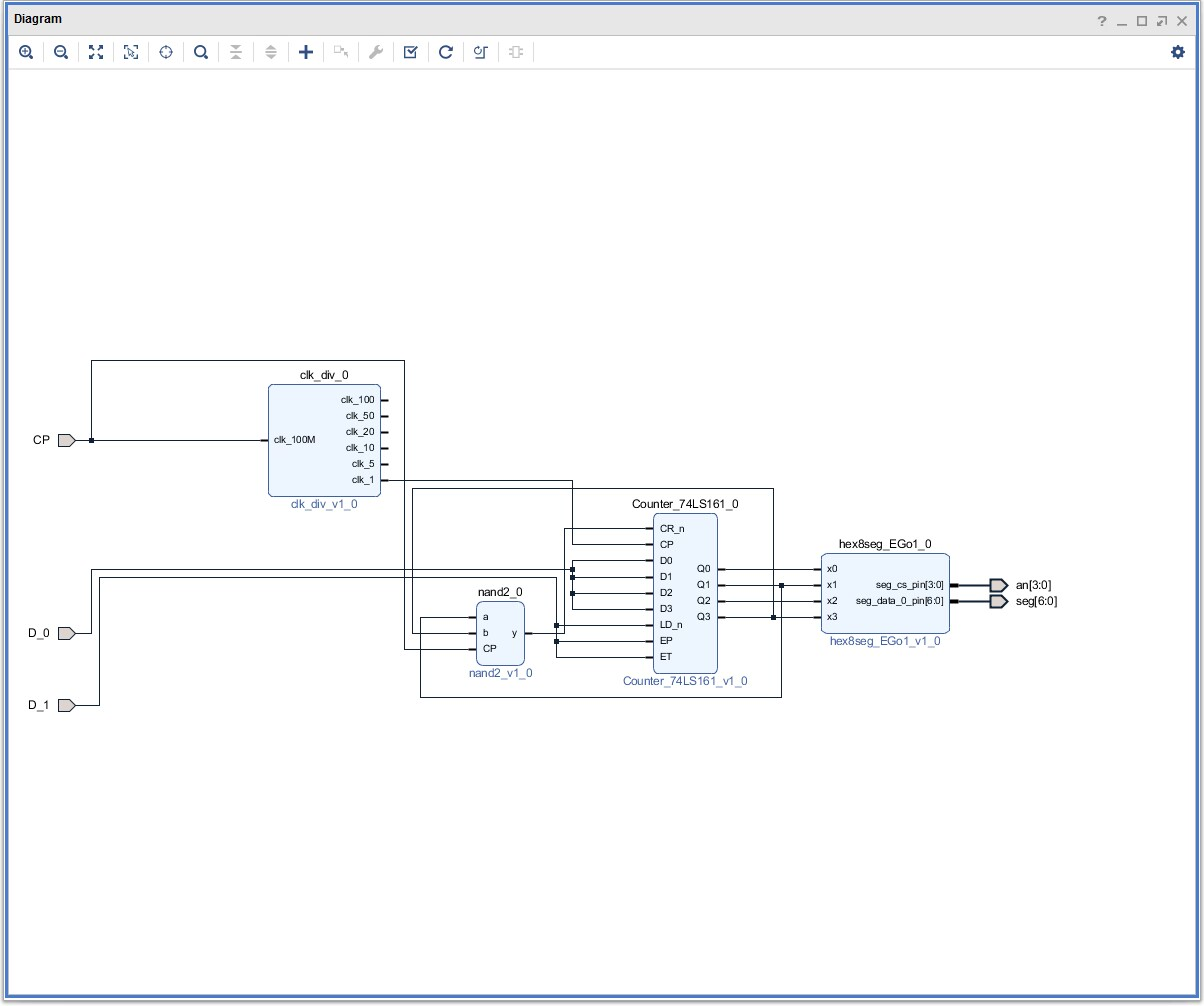 Diagram
clk_div_0
clk_100
clk_50
clk_20
CP
clk_100M
clk_10
clk_5
clk_1
clk_div_v1_0
Counter_74LS161_0
CR_n
CP
D0
D1
D2
D3
LD_n
EP
ET
Q0
Q1
Q2
Q3
Counter_74LS161_v1_0
hex8seg_EGo1_0
x0
x1
x2
x3
seg_cs_pin[3:0]
seg_data_0_pin[6:0]
hex8seg_EGo1_v1_0
an[3:0]
seg[6:0]
nand2_0
a
b
CP
y
nand2_v1_0
D_0
D_1